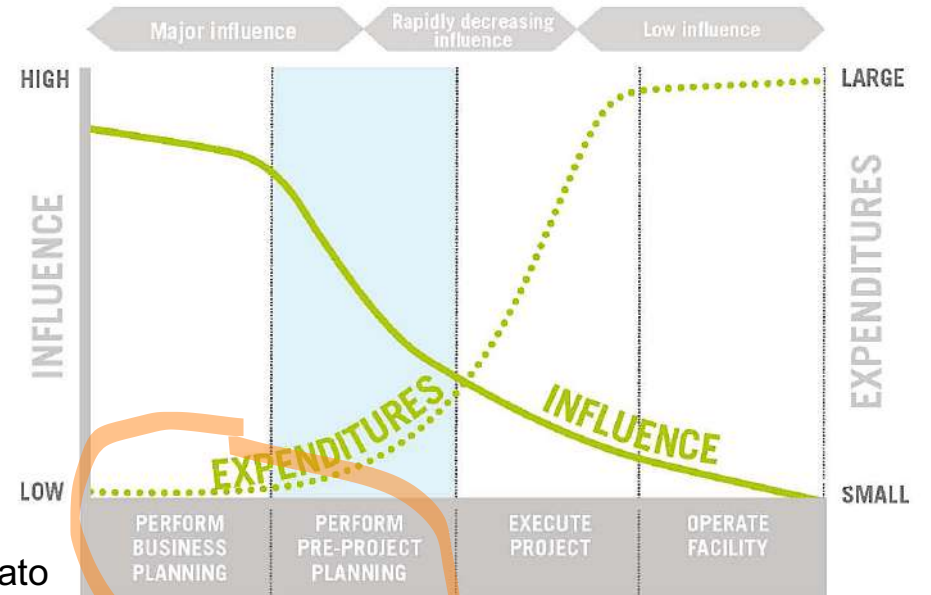 Major influence
Rapidly decreasing
influence
Low influence
HIGH
LARGE
INFLUENCE
EXPENDITURES
EXPENDITURES
INFLUENCE
LOW
SMALL
PERFORM
BUSINESS
PLANNING
PERFORM
PRE-PROJECT
PLANNING
EXECUTE
PROJECT
OPERATE
FACILITY
ato